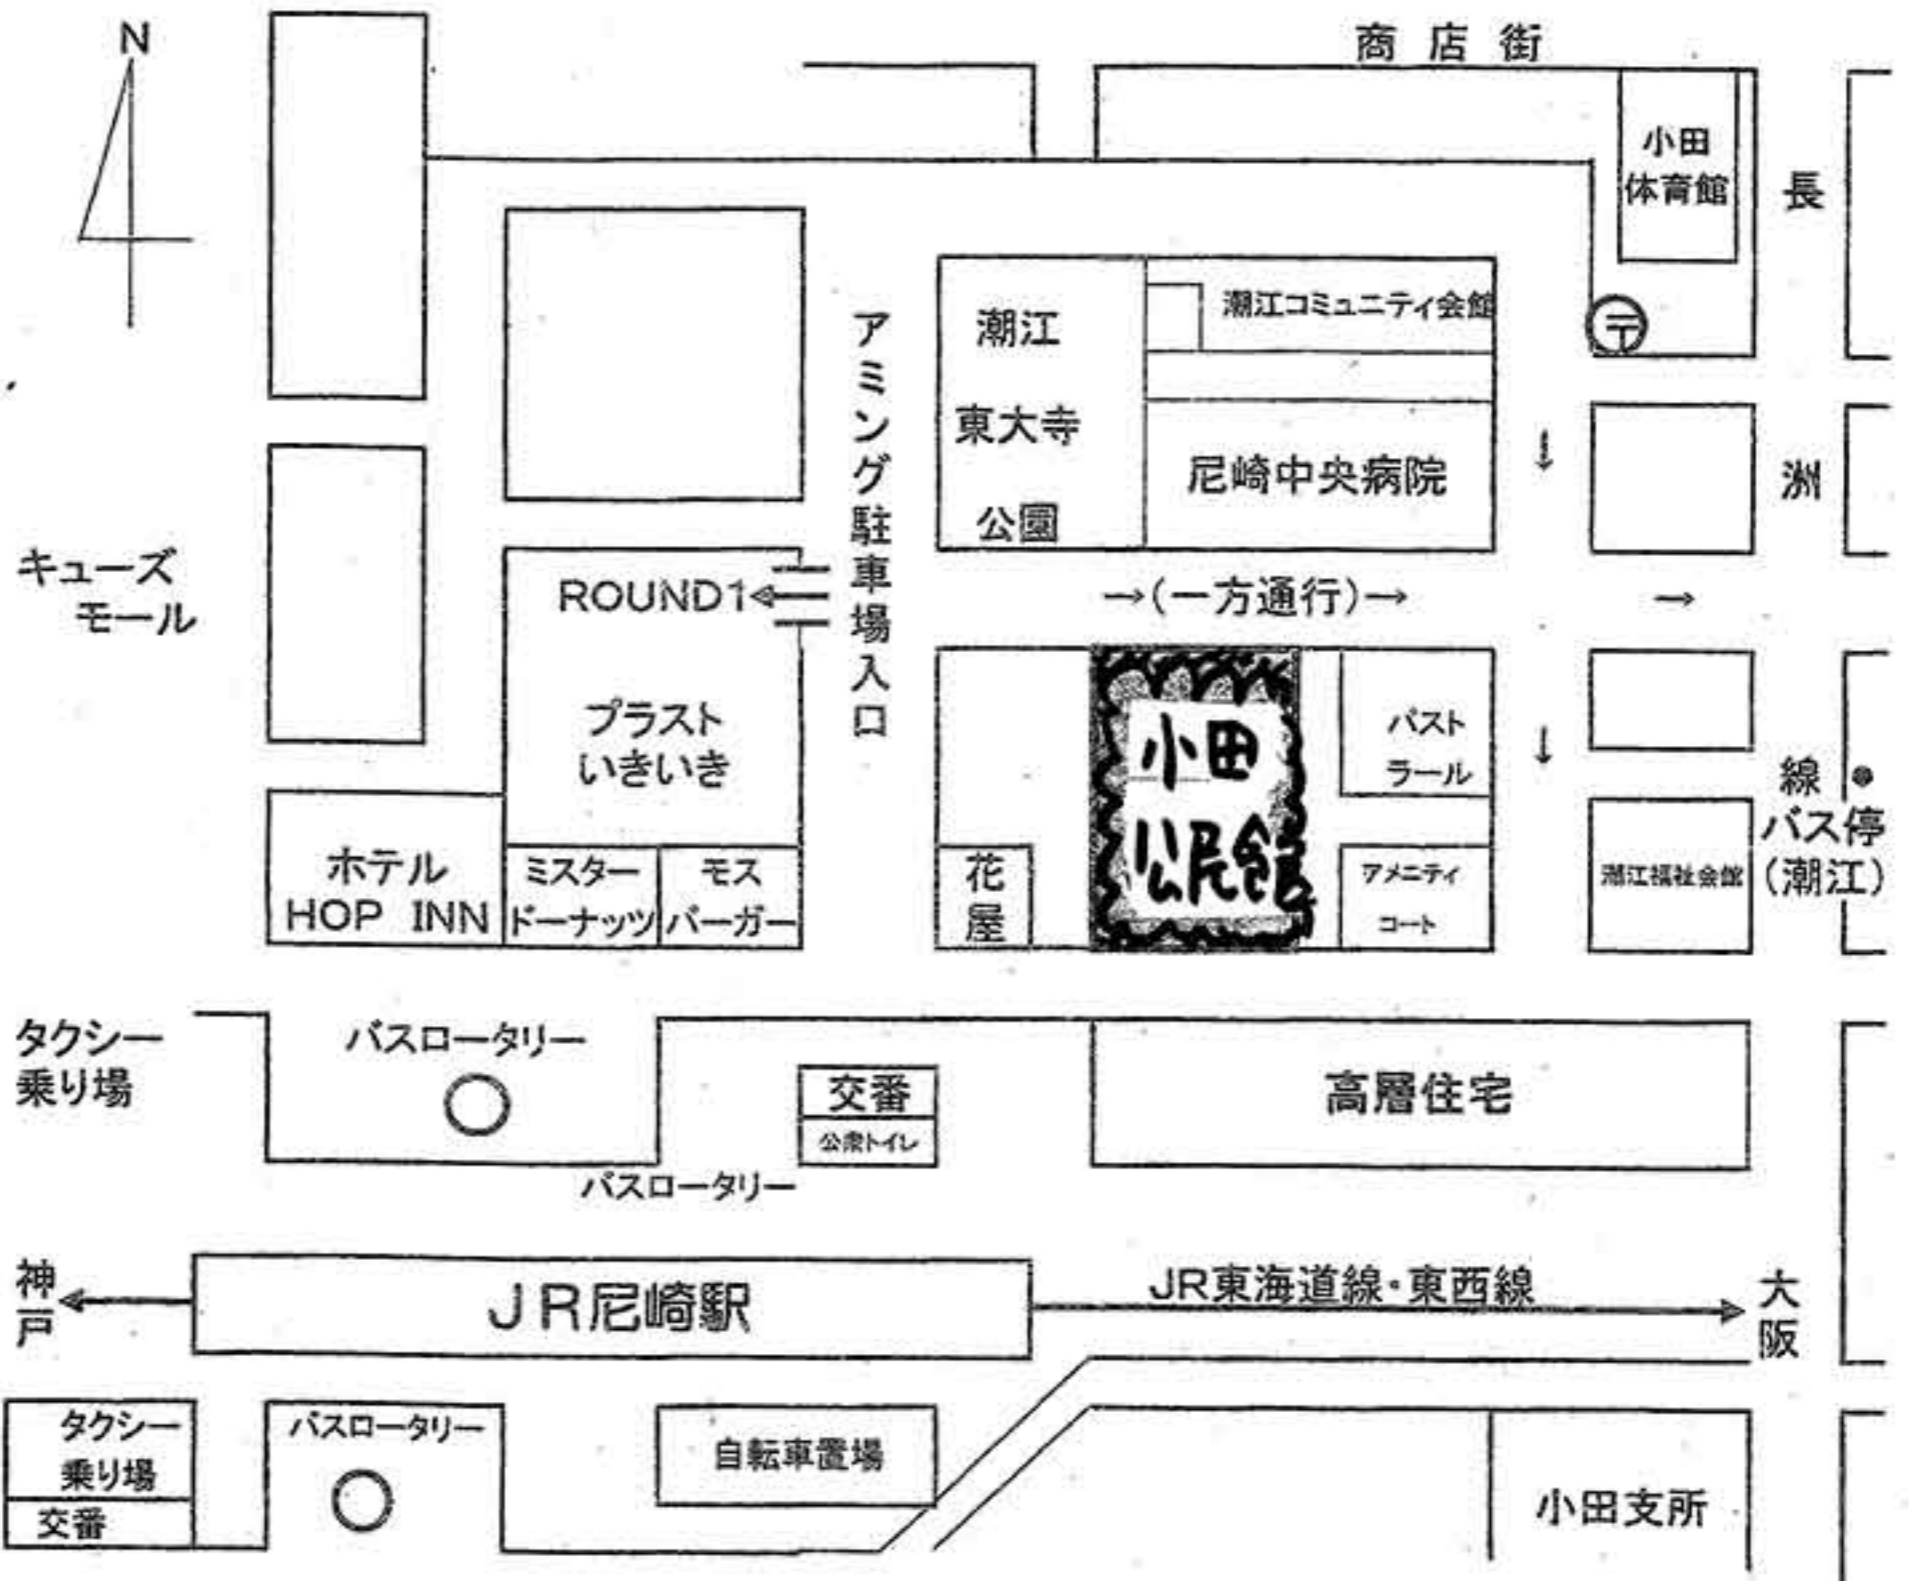 N
商店街
小田
体育館
長
洲
線
バス停
(潮江)
潮江
東大寺
公園
潮江コミュニティ会館
〒
尼崎中央病院
アミング駐車場入口
キューズ
モール
ROUND1
→(一方通行)→
→
↓
↓
プラスト
いきいき
小田
公民館
パスト
ラール
ホテル
HOP INN
ミスター
ドーナッツ
モス
バーガー
花
屋
アメニティ
コート
潮江福祉会館
タクシー
乗り場
バスロータリー
交番
公衆トイレ
高層住宅
バスロータリー
神戸
JR尼崎駅
JR東海道線・東西線
大阪
タクシー
乗り場
交番
バスロータリー
自転車置場
小田支所